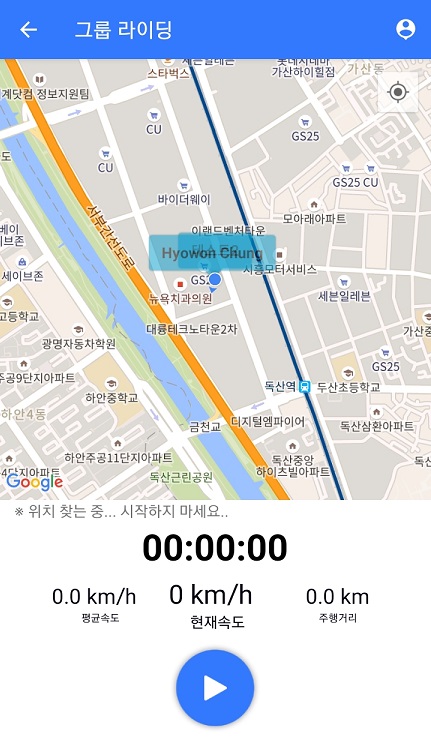 그룹 라이딩
세븐일레븐
스타벅스
롯데시네마
가산하이힐점
가산동
계닷컴 정보지원팀
CU
GS25
CU
GS25 CU
바이더웨이
모아래아파트
서부간선도로
이랜드벤처타운
Hyowon Chung
시흥모터서비스
세븐존
세븐일레븐
뉴욕치과의원
고등학교
대륭테크노타운2차
광명자동차학원
GS25
주공9단지아파트
독산역
두산초등학교
하안중학교
하안4동
금천교
디지털엠파이어
독산삼환아파트
하안주공11단지아파트
4단지아파트
독산근린공원
독산중앙
하이츠빌아파트
Google
※ 위치 찾는 중... 시작하지 마세요..
00:00:00
0.0 km/h
0 km/h
0.0 km
평균속도
현재속도
주행거리